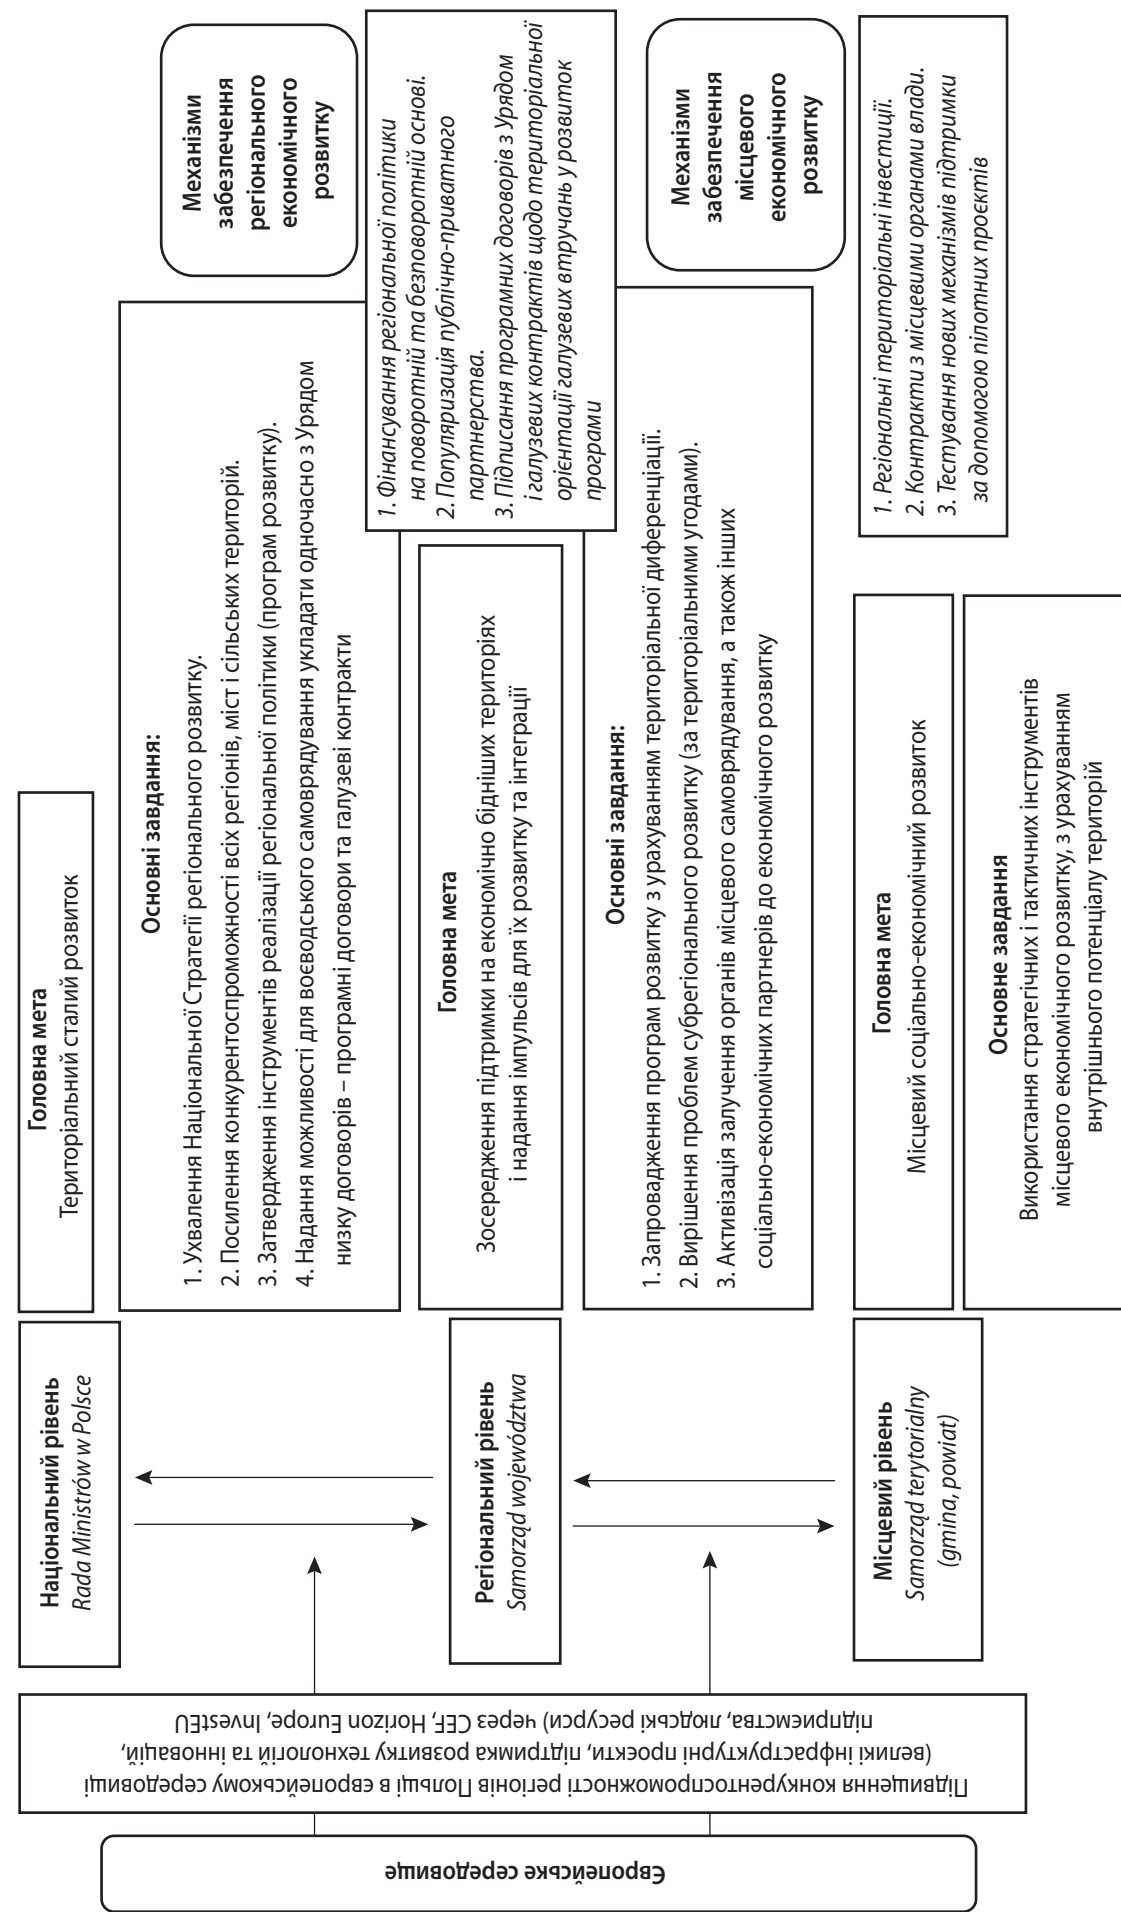 Європейське середовище
Підвищення конкурентоспроможності регіонів Польщі в європейському середовищі
(великі інфраструктурні проєкти, підтримка розвитку технологій та інновацій,
підприємства, людські ресурси) через CEF, Horizon Europe, InvestEU
Національний рівень
Rada Ministrów w Polsce
Головна мета
Територіальний сталий розвиток
Основні завдання:
1. Ухвалення Національної Стратегії регіонального розвитку.
2. Посилення конкурентоспроможності всіх регіонів, міст і сільських територій.
3. Затвердження інструментів реалізації регіональної політики (програм розвитку).
4. Надання можливості для воєводського самоврядування укладати одночасно з Урядом
низку договорів – програмні договори та галузеві контракти
Механізми
забезпечення
регіонального
економічного
розвитку
1. Фінансування регіональної політики
на поворотній та безповоротній основі.
2. Популяризація публічно-приватного
партнерства.
3. Підписання програмних договорів з Урядом
і галузевих контрактів щодо територіальної
орієнтації галузевих втручань у розвиток
програми
Регіональний рівень
Samorząd województwa
Головна мета
Зосередження підтримки на економічно бідніших територіях
і надання імпульсів для їх розвитку та інтеграції
Основні завдання:
1. Запровадження програм розвитку з урахуванням територіальної диференціації.
2. Вирішення проблем субрегіонального розвитку (за територіальними угодами).
3. Активізація залучення органів місцевого самоврядування, а також інших
соціально-економічних партнерів до економічного розвитку
Механізми
забезпечення
місцевого
економічного
розвитку
1. Регіональні територіальні інвестиції.
2. Контракти з місцевими органами влади.
3. Тестування нових механізмів підтримки
за допомогою пілотних проектів
Місцевий рівень
Samorząd terytorialny
(gmina, powiat)
Головна мета
Місцевий соціально-економічний розвиток
Основне завдання
Використання стратегічних і тактичних інструментів
місцевого економічного розвитку, з урахуванням
внутрішнього потенціалу територій